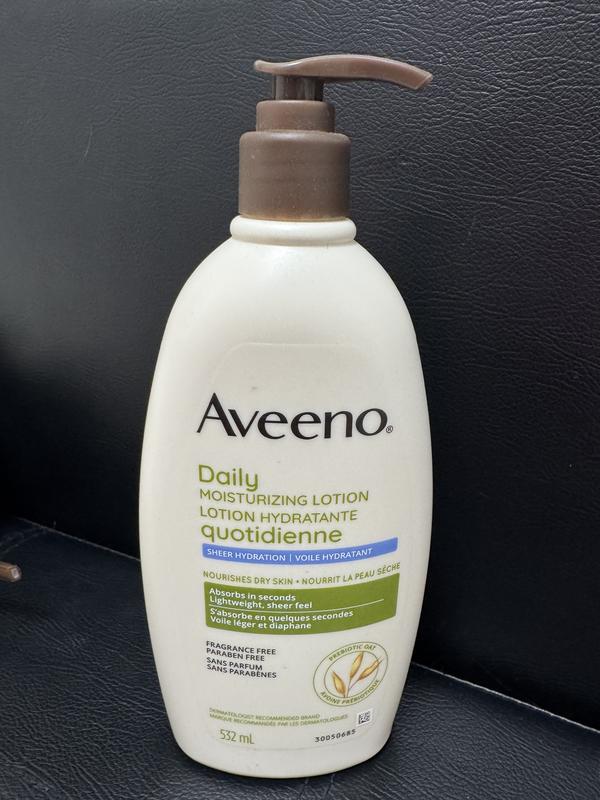 Aveeno®
Daily
MOISTURIZING LOTION
LOTION HYDRATANTE
quotidienne
SHEER HYDRATION | VOILE HYDRATANT
NOURISHES DRY SKIN • NOURRIT LA PEAU SÈCHE
Absorbs in seconds
Lightweight, sheer feel
S'absorbe en quelques secondes
Voile léger et diaphane
FRAGRANCE FREE
PARABEN FREE
SANS PARFUM
SANS PARABÈNES
PREBIOTIC OAT
AVOINE PRÉBIOTIQUE
DERMATOLOGIST RECOMMENDED BRAND
MARQUE RECOMMANDÉE PAR LES DERMATOLOGUES
532 mL
30050685